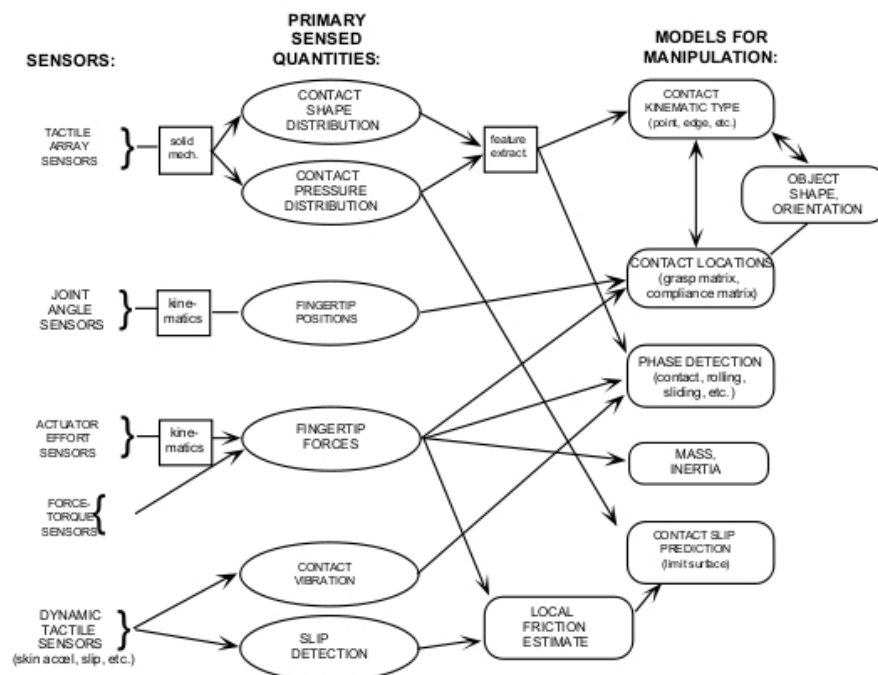 SENSORS:
PRIMARY
SENSED
QUANTITIES:
MODELS FOR
MANIPULATION:
TACTILE
ARRAY
SENSORS
solid
mech.
CONTACT
SHAPE
DISTRIBUTION
CONTACT
PRESSURE
DISTRIBUTION
feature
extract.
CONTACT
KINEMATIC TYPE
(point, edge, etc.)
OBJECT
SHAPE,
ORIENTATION
CONTACT LOCATIONS
(grasp matrix,
compliance matrix)
JOINT
ANGLE
SENSORS
kine-
matics
FINGERTIP
POSITIONS
PHASE DETECTION
(contact, rolling,
sliding, etc.)
ACTUATOR
EFFORT
SENSORS
kine-
matics
FINGERTIP
FORCES
MASS,
INERTIA
FORCE-
TORQUE
SENSORS
CONTACT SLIP
PREDICTION
(limit surface)
CONTACT
VIBRATION
DYNAMIC
TACTILE
SENSORS
(skin accel, slip, etc.)
SLIP
DETECTION
LOCAL
FRICTION
ESTIMATE